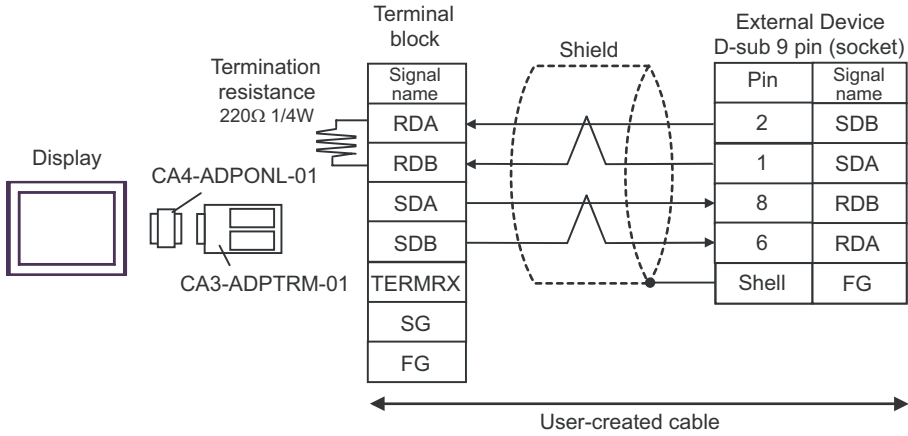 Terminal
block
External Device
D-sub 9 pin (socket)
Shield
Termination
resistance
220Ω 1/4W
Signal
name
Pin
Signal
name
RDA
2
SDB
RDB
1
SDA
Display
CA4-ADPONL-01
SDA
8
RDB
SDB
6
RDA
CA3-ADPTRM-01
TERMRX
Shell
FG
SG
FG
User-created cable